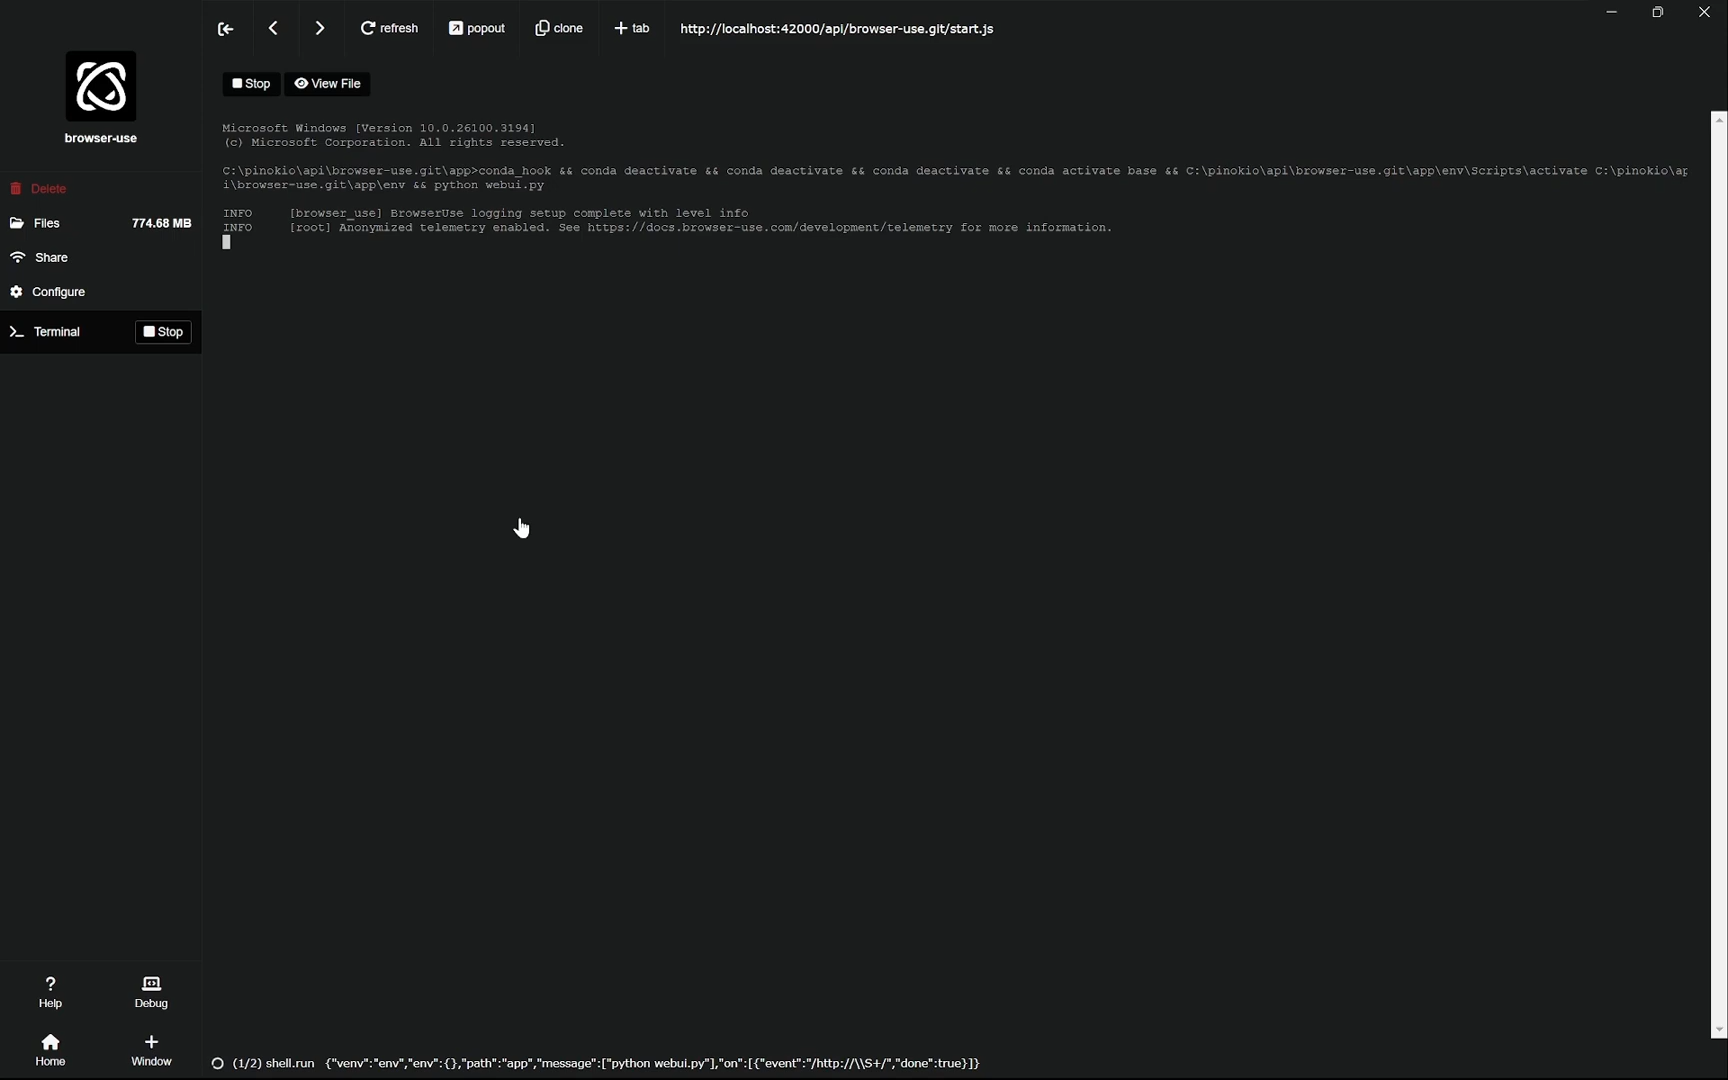 refresh
popout
clone
tab
http://localhost:42000/api/browser-use.git/start.js
browser-use
Delete
Files 774.68 MB
Share
Configure
Terminal Stop
Stop View File
Microsoft Windows [Version 10.0.26100.3194]
(c) Microsoft Corporation. All rights reserved.
C:\pinokio\api\browser-use.git\app>conda_hook && conda deactivate && conda deactivate && conda deactivate && conda activate base && C:\pinokio\api\browser-use.git\app\env\Scripts\activate C:\pinokio\ap
i\browser-use.git\app\env && python webui.py
INFO [browser_use] BrowserUse logging setup complete with level info
INFO [root] Anonymized telemetry enabled. See https://docs.browser-use.com/development/telemetry for more information.
Help
Debug
Home
Window
(1/2) shell.run {"venv":"env","env":{},"path":"app","message":["python webui.py"],"on":[{"event":"/http://\\S+/","done":true}]}